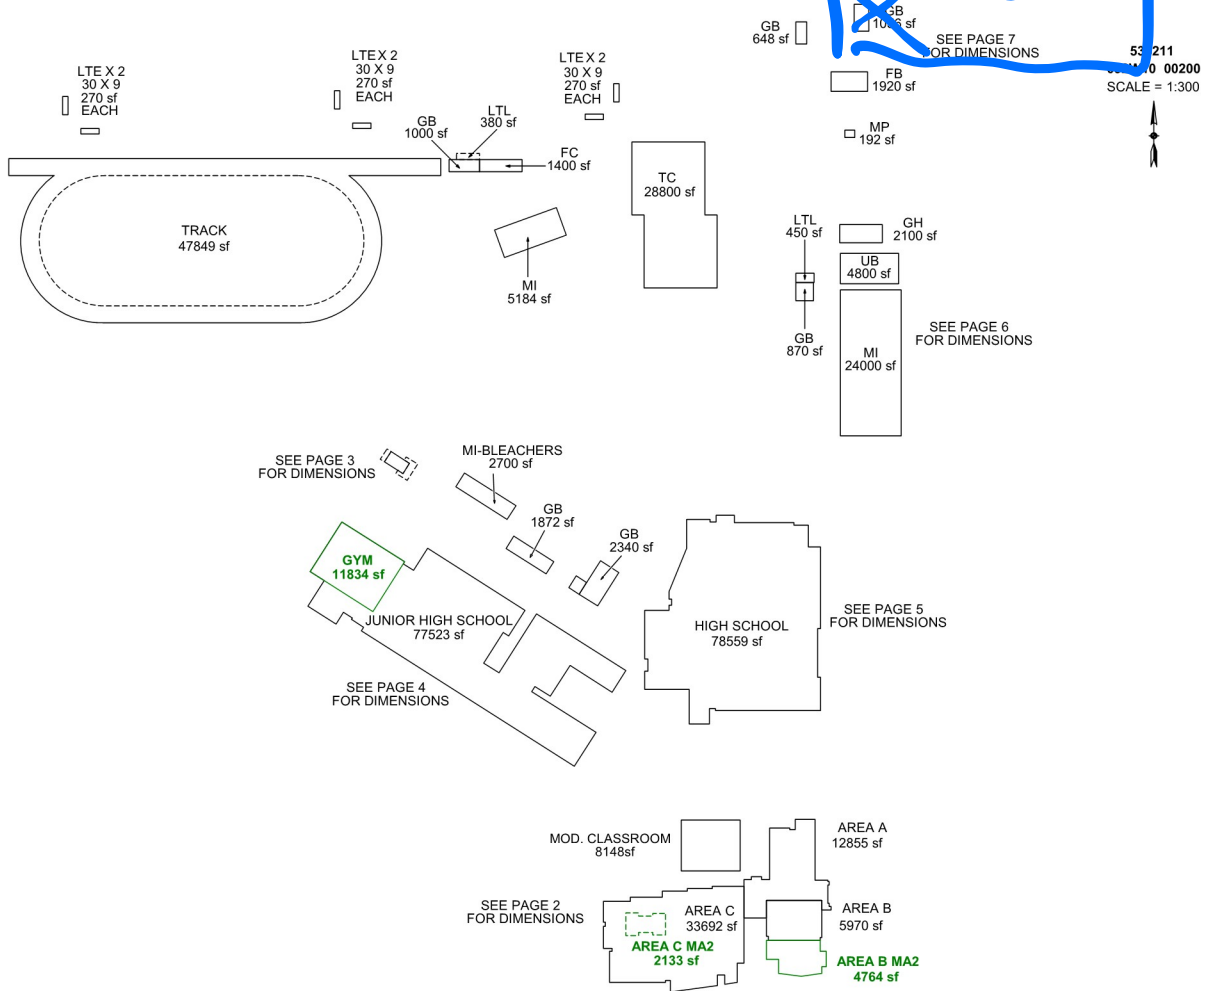 GB
648 sf
GB
SEE PAGE 7
FOR DIMENSIONS
00200
SCALE = 1:300
FB
1920 sf
MP
192 sf
LTE X 2
30 X 9
270 sf
EACH
LTE X 2
30 X 9
270 sf
EACH
LTE X 2
30 X 9
270 sf
EACH
GB
1000 sf
LTL
380 sf
FC
1400 sf
TC
28800 sf
TRACK
47849 sf
MI
5184 sf
LTL
450 sf
GH
2100 sf
UB
4800 sf
GB
870 sf
MI
24000 sf
SEE PAGE 6
FOR DIMENSIONS
SEE PAGE 3
FOR DIMENSIONS
MI-BLEACHERS
2700 sf
GB
1872 sf
GB
2340 sf
GYM
11834 sf
JUNIOR HIGH SCHOOL
77523 sf
HIGH SCHOOL
78559 sf
SEE PAGE 5
FOR DIMENSIONS
SEE PAGE 4
FOR DIMENSIONS
MOD. CLASSROOM
8148sf
AREA A
12855 sf
SEE PAGE 2
FOR DIMENSIONS
AREA C
33692 sf
AREA B
5970 sf
AREA C MA2
2133 sf
AREA B MA2
4764 sf